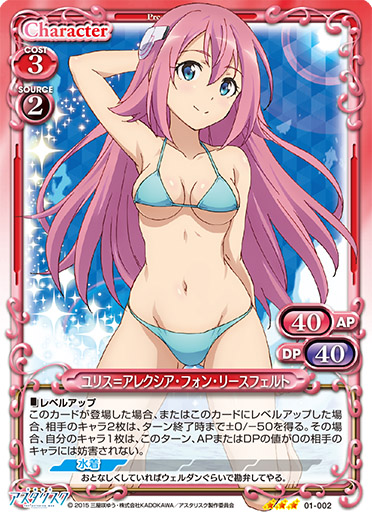 Character
COST
3
SOURCE
2
40 AP
DP 40
ユリス=アレクシア・フォン・リースフェルト
■レベルアップ
このカードが登場した場合、またはこのカードにレベルアップした場
合、相手のキャラ2枚は、ターン終了時まで±0/−50を得る。その場
合、自分のキャラ1枚は、このターン、APまたはDPの値が0の相手の
キャラには妨害されない。
水着
おとなしくしていればウェルダンぐらいで勘弁してやる。
アスタリスク
© 2015 三屋咲ゆう・株式会社KADOKAWA/アスタリスク製作委員会
01-002